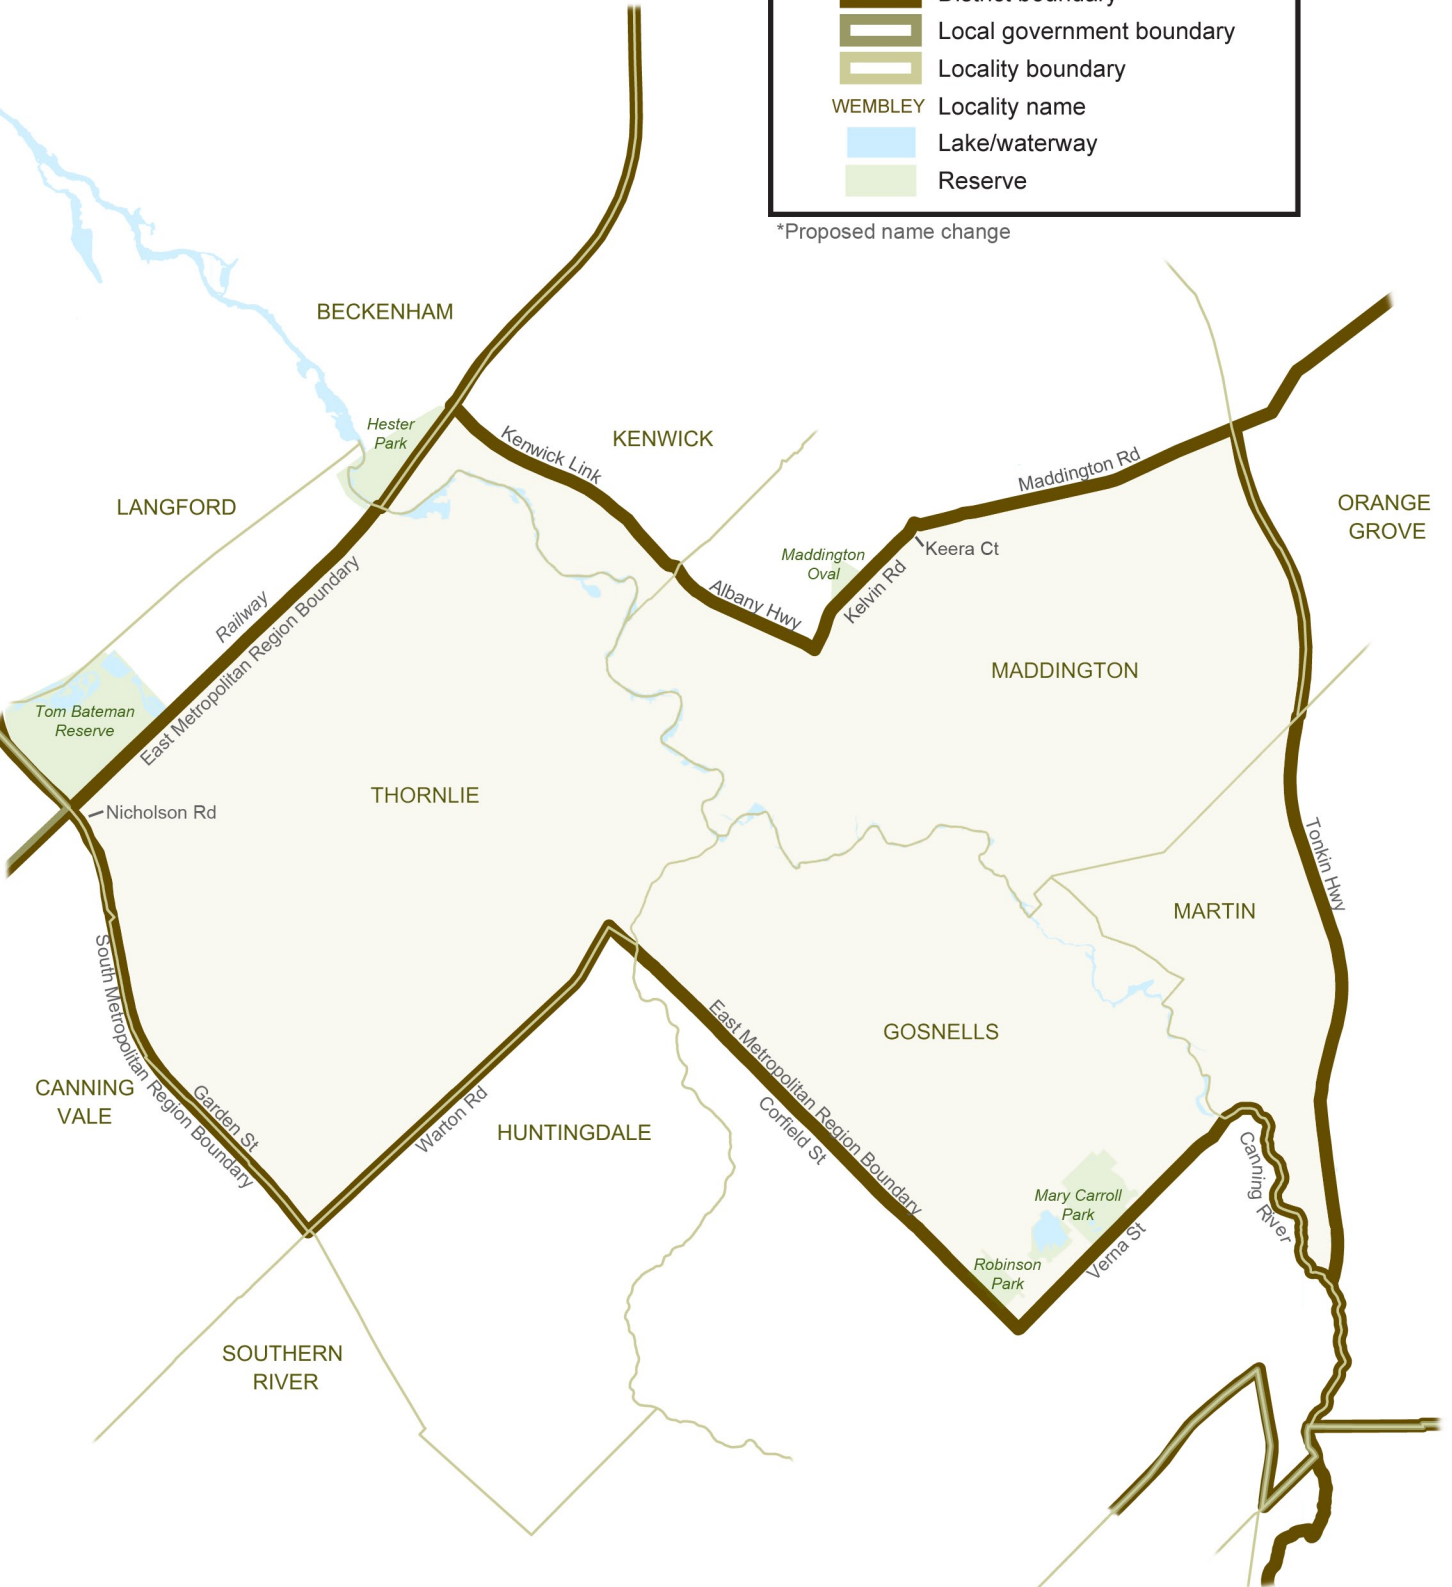 District boundary
Local government boundary
Locality boundary
WEMBLEY Locality name
Lake/waterway
Reserve
*Proposed name change
BECKENHAM
Hester
Park
Kenwick Link
KENWICK
LANGFORD
Maddington Rd
ORANGE
GROVE
Maddington
Oval
Keera Ct
Kelvin Rd
Albany Hwy
Railway
East Metropolitan Region Boundary
MADDINGTON
Tom Bateman
Reserve
THORNLIE
Nicholson Rd
Tonkin Hwy
MARTIN
South Metropolitan Region Boundary
GOSNELLS
East Metropolitan Region Boundary
Corfield St
CANNING
VALE
Garden St
Warton Rd
HUNTINGDALE
Canning River
Mary Carroll
Park
Verna St
Robinson
Park
SOUTHERN
RIVER